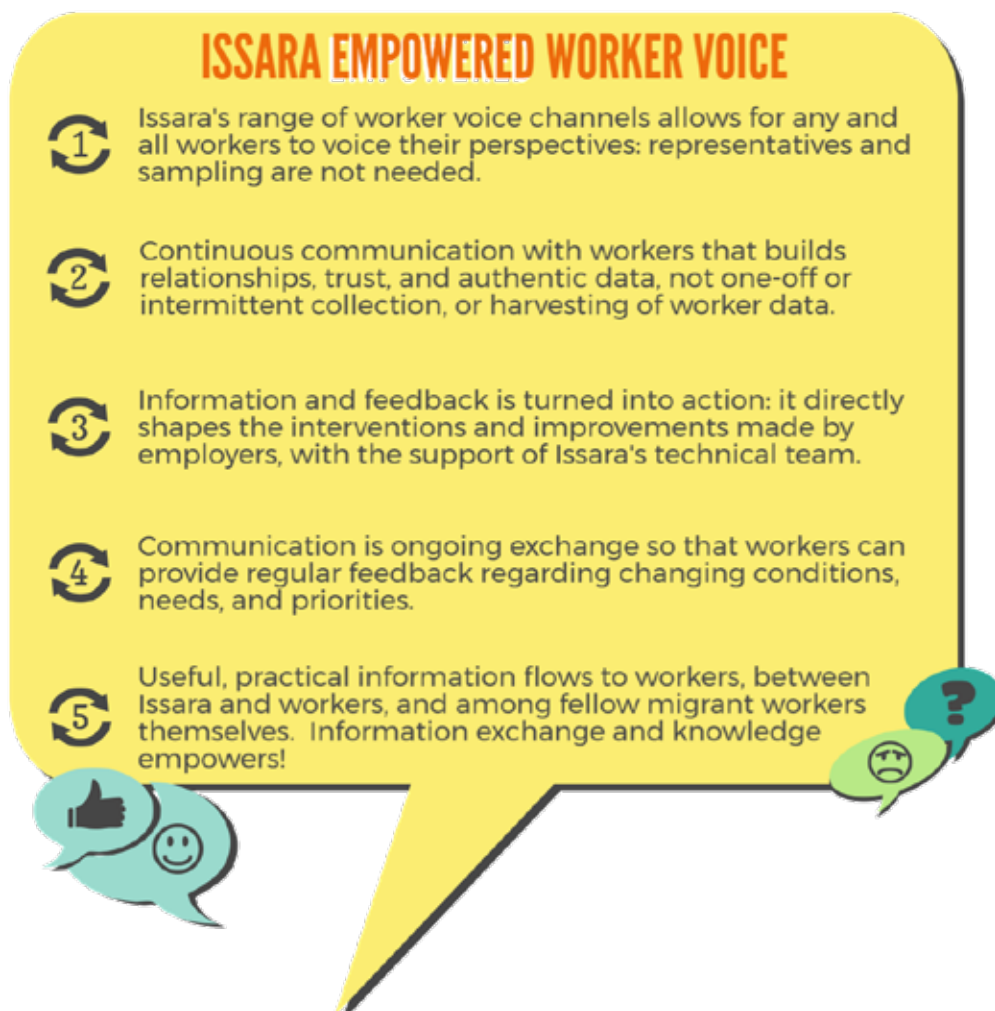 ISSARA EMPOWERED WORKER VOICE
1
Issara's range of worker voice channels allows for any and
all workers to voice their perspectives: representatives and
sampling are not needed.
2
Continuous communication with workers that builds
relationships, trust, and authentic data, not one-off or
intermittent collection, or harvesting of worker data.
3
Information and feedback is turned into action: it directly
shapes the interventions and improvements made by
employers, with the support of Issara's technical team.
4
Communication is ongoing exchange so that workers can
provide regular feedback regarding changing conditions,
needs, and priorities.
5
Useful, practical information flows to workers, between
Issara and workers, and among fellow migrant workers
themselves. Information exchange and knowledge
empowers!
?